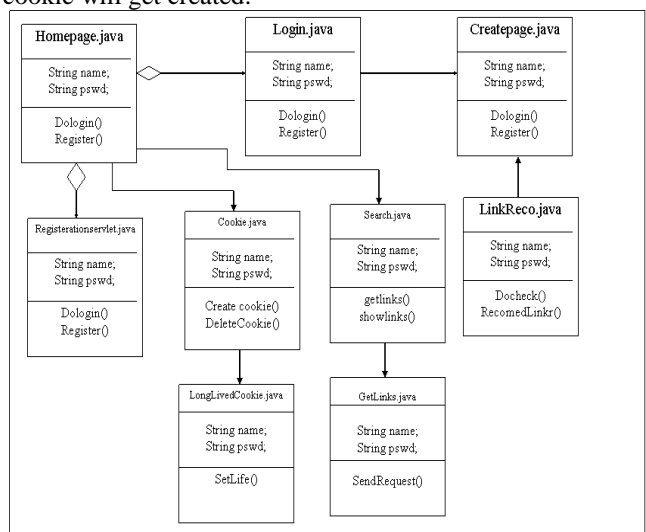 cookie will get created.
Homepage.java
String name;
String pswd;
Dologin()
Register()
Login.java
String name;
String pswd;
Dologin()
Register()
Createpage.java
String name;
String pswd;
Dologin()
Register()
Registerationservlet.java
String name;
String pswd;
Dologin()
Register()
Cookie.java
String name;
String pswd;
Create cookie()
DeleteCookie()
Search.java
String name;
String pswd;
getlinks()
showlinks()
LinkReco.java
String name;
String pswd;
Docheck()
RecomedLinkr()
LongLivedCookie.java
String name;
String pswd;
SetLife()
GetLinks.java
String name;
String pswd;
SendRequest()